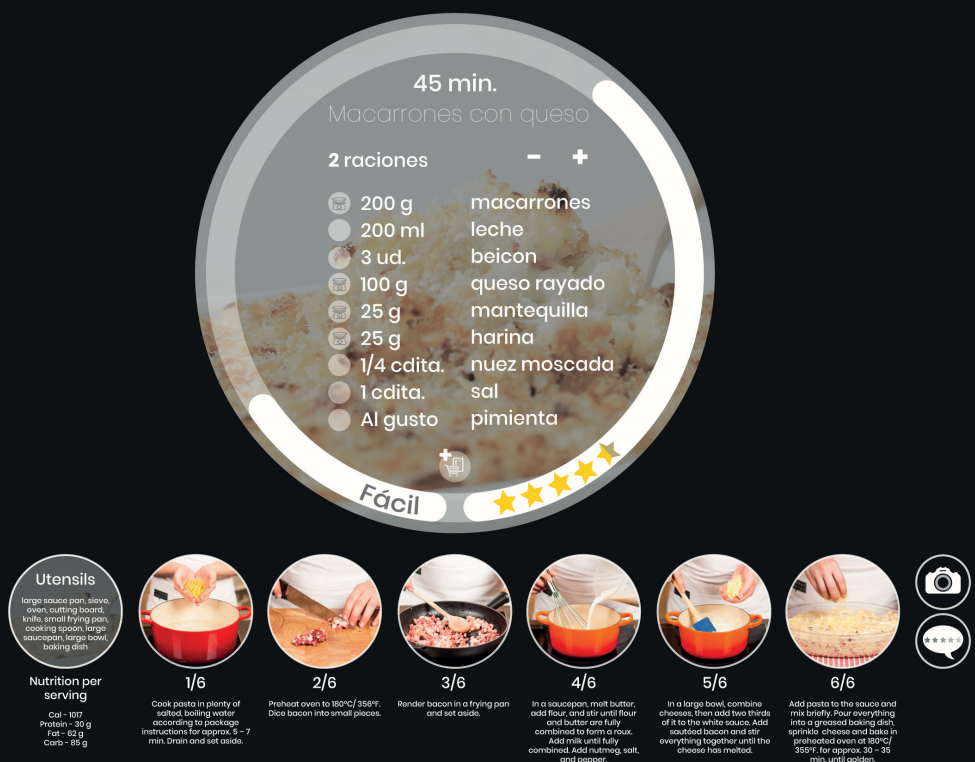 45 min.
Macarrones con queso
2 raciones
- +
200 g macarrones
200 ml leche
3 ud. beicon
100 g queso rayado
25 g mantequilla
25 g harina
1/4 cdita. nuez moscada
1 cdita. sal
Al gusto pimienta
Fácil
Utensils
large sauce pan, sieve,
oven, cutting board,
knife, small frying pan,
cooking spoon, large
saucopan, large bowl,
baking dish
Nutrition per
serving
Cal - 1017
Protein - 30 g
Fat - 62 g
Carb - 85 g
1/6
Cook pasta in plenty of
salted, boiling water
according to package
instructions for approx. 5 – 7
min. Drain and set aside.
2/6
Preheat oven to 180°C/ 356°F.
Dice bacon into small pieces.
3/6
Render bacon in a frying pan
and set aside.
4/6
In a saucepan, melt butter,
add flour, and stir until flour
and butter are fully
combined to form a roux.
Add milk until fully
combined. Add nutmeg, salt,
and pepper.
5/6
In a large bowl, combine
cheeses, then add two thirds
of it to the white sauce. Add
sautéed bacon and stir
everything together until the
cheese has melted.
6/6
Add pasta to the sauce and
mix briefly. Pour everything
into a greased baking dish,
sprinkle cheese and bake in
preheated oven at 180°C/
355°F. for approx. 30 – 35
min. until golden.